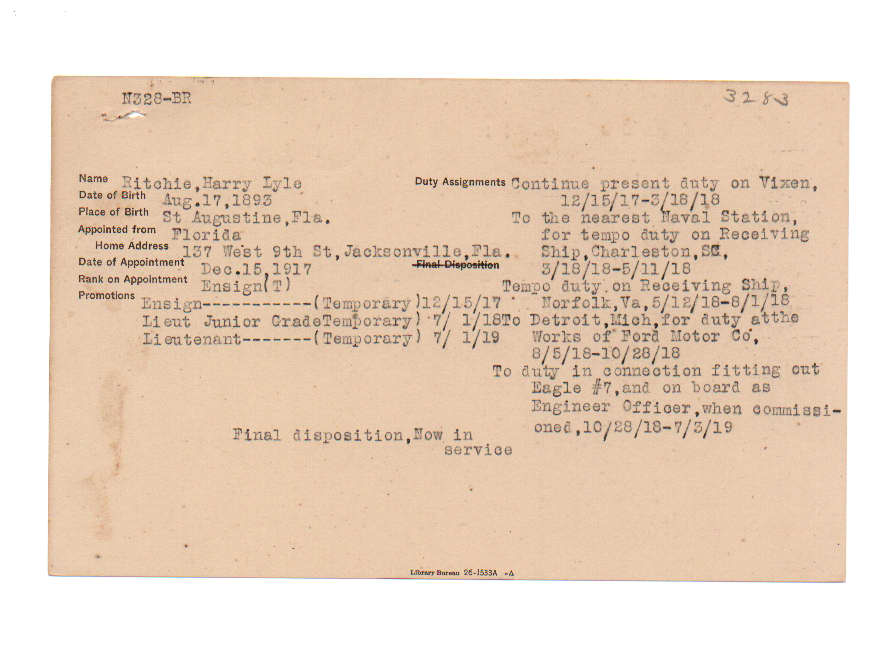 N328-BR
3283
Name Ritchie,Harry Lyle
Date of Birth Aug.17,1893
Place of Birth St Augustine,Fla.
Appointed from Florida
Home Address 137 West 9th St,Jacksonville,Fla.
Date of Appointment Dec.15,1917
Rank on Appointment Ensign(T)
Promotions
Ensign-----------(Temporary)12/15/17
Lieut Junior GradeTemporary) 7/ 1/18
Lieutenant-------(Temporary) 7/ 1/19
Final disposition,Now in
service
Duty Assignments Continue present duty on Vixen,
12/15/17-3/18/18
To the nearest Naval Station,
for tempo duty on Receiving
Ship,Charleston,SC,
Final Disposition
3/18/18-5/11/18
Tempo duty on Receiving Ship,
Norfolk,Va,5/12/18-8/1/18
To Detroit,Mich,for duty atthe
Works of Ford Motor Co,
8/5/18-10/28/18
To duty in connection fitting out
Eagle #7,and on board as
Engineer Officer,when commissi-
oned,10/28/18-7/3/19
Library Bureau 26-1533A -Δ